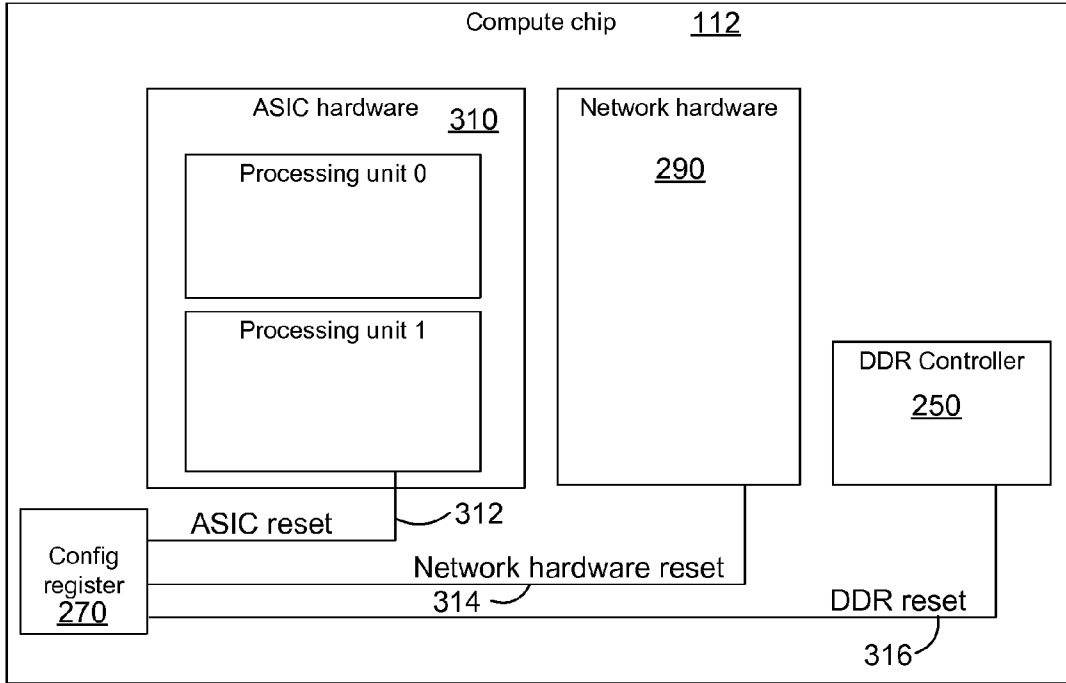 Compute chip 112
ASIC hardware 310
Processing unit 0
Processing unit 1
Network hardware
290
DDR Controller
250
Config
register
270
ASIC reset
312
Network hardware reset
314
DDR reset
316